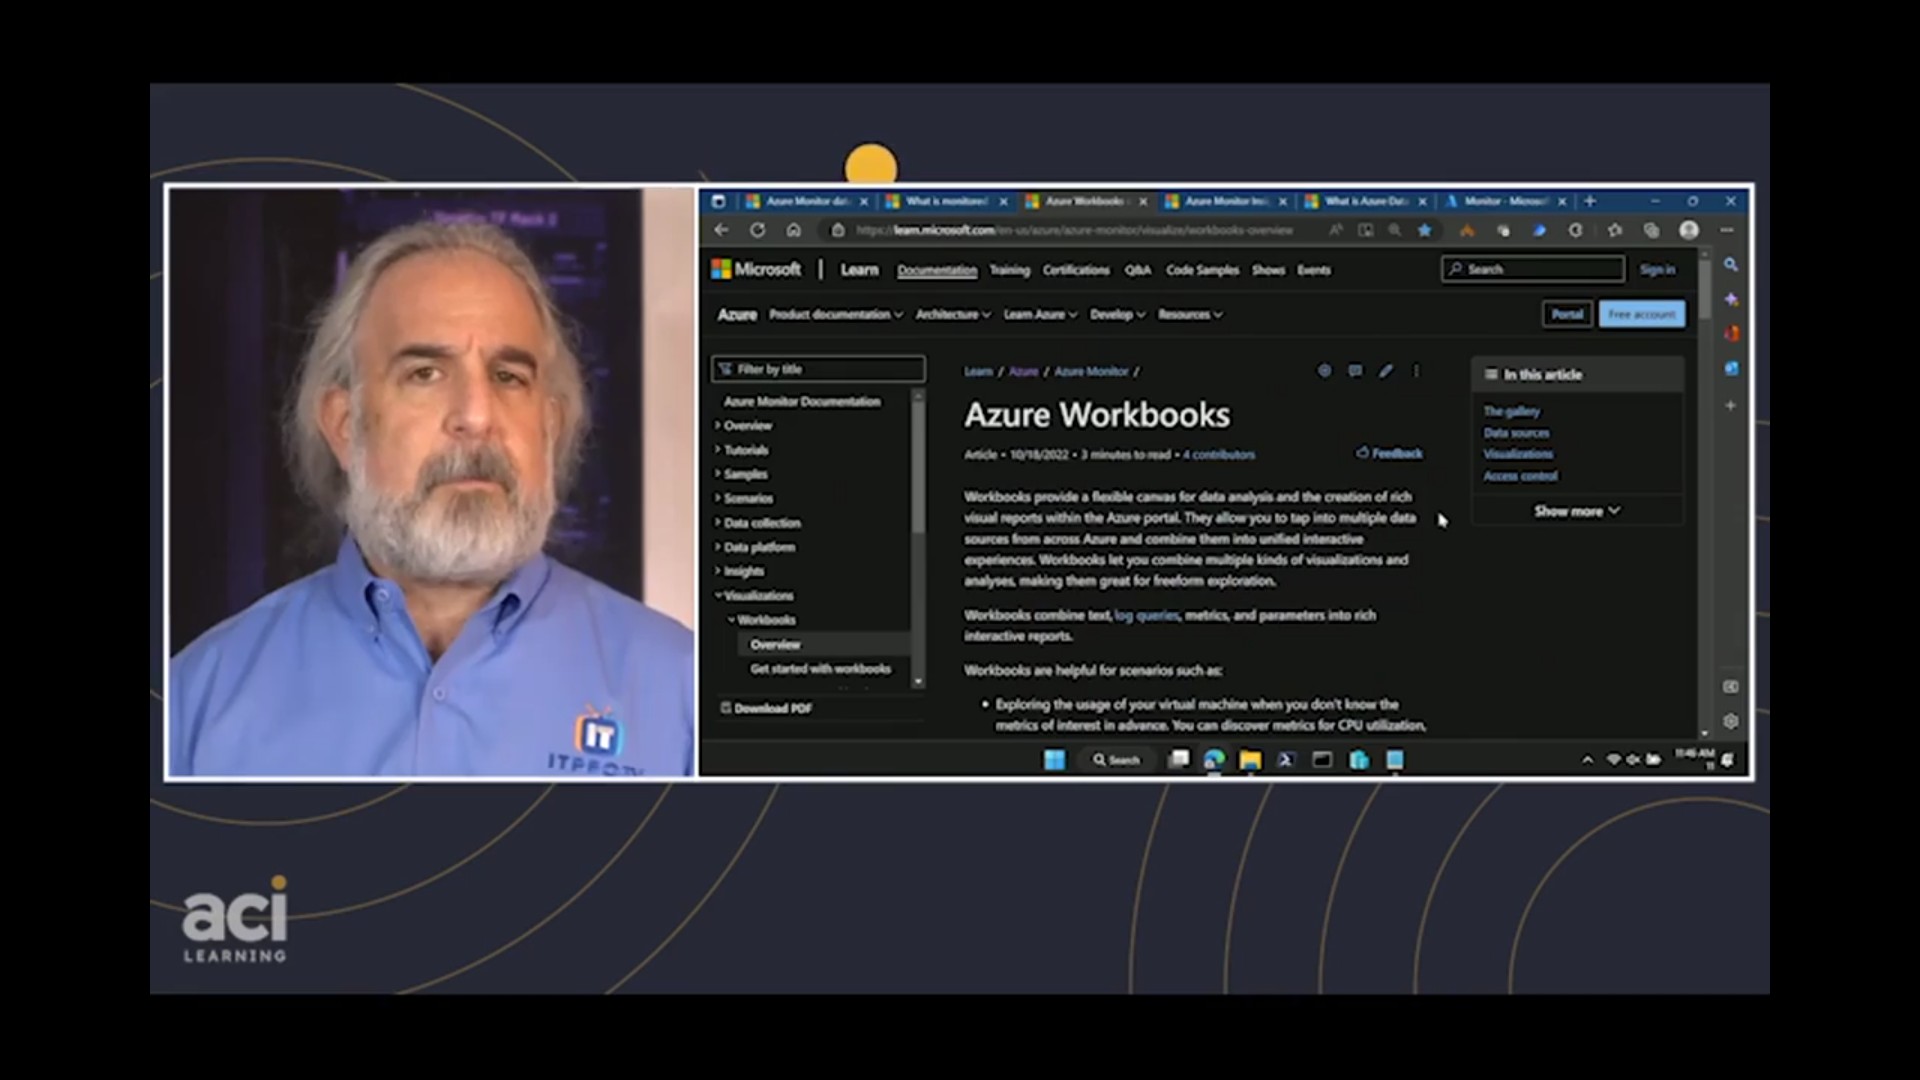 Azure Monitor dat
What is monitored
Azure Workbooks
Azure Monitor Insi
What is Azure Data
Monitor - Microsof
https://learn.microsoft.com/en-us/azure/azure-monitor/visualize/workbooks-overview
Microsoft | Learn Documentation Training Certifications Q&A Code Samples Shows Events Search Sign in
Azure Product documentation Architecture Learn Azure Develop Resources Portal Free account
Filter by title
Azure Monitor Documentation
Overview
Tutorials
Samples
Scenarios
Data collection
Data platform
Insights
Visualizations
Workbooks
Overview
Get started with workbooks
Download PDF
Learn / Azure / Azure Monitor /
Azure Workbooks
Article • 10/18/2022 • 3 minutes to read • 4 contributors
Feedback
Workbooks provide a flexible canvas for data analysis and the creation of rich
visual reports within the Azure portal. They allow you to tap into multiple data
sources from across Azure and combine them into unified interactive
experiences. Workbooks let you combine multiple kinds of visualizations and
analyses, making them great for freeform exploration.
Workbooks combine text, log queries, metrics, and parameters into rich
interactive reports.
Workbooks are helpful for scenarios such as:
• Exploring the usage of your virtual machine when you don't know the
metrics of interest in advance. You can discover metrics for CPU utilization,
In this article
The gallery
Data sources
Visualizations
Access control
Show more
Search
11:46 AM
IT
ITPROTV
aci
LEARNING